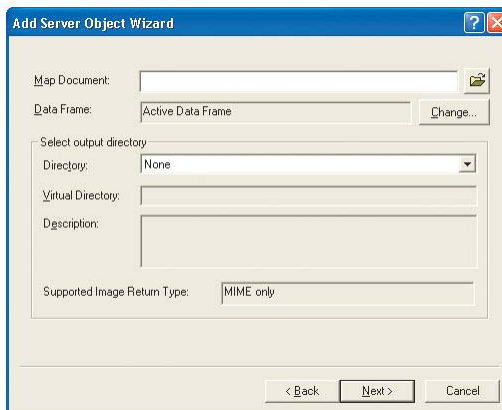 Add Server Object Wizard
Map Document:
Data Frame: Active Data Frame Change...
Select output directory
Directory: None
Virtual Directory:
Description:
Supported Image Return Type: MIME only
< Back Next > Cancel